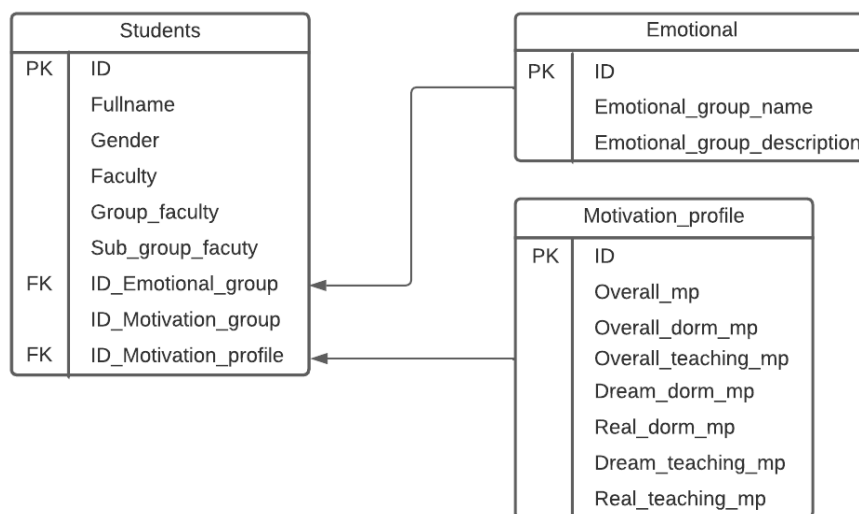 Students
PK ID
Fullname
Gender
Faculty
Group_faculty
Sub_group_facuty
FK ID_Emotional_group
ID_Motivation_group
FK ID_Motivation_profile
Emotional
PK ID
Emotional_group_name
Emotional_group_description
Motivation_profile
PK ID
Overall_mp
Overall_dorm_mp
Overall_teaching_mp
Dream_dorm_mp
Real_dorm_mp
Dream_teaching_mp
Real_teaching_mp